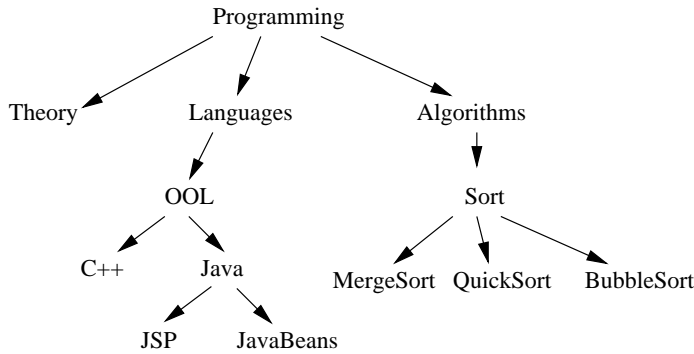 Programming
Theory Languages Algorithms
OOL Sort
C++ Java MergeSort QuickSort BubbleSort
JSP JavaBeans